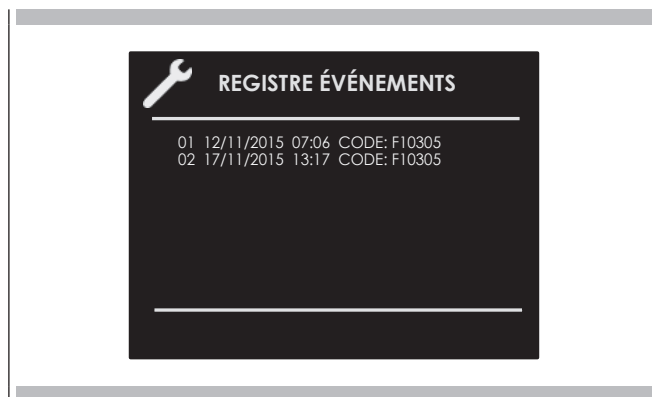 REGISTRE ÉVÉNEMENTS
01 12/11/2015 07:06 CODE: F10305
02 17/11/2015 13:17 CODE: F10305